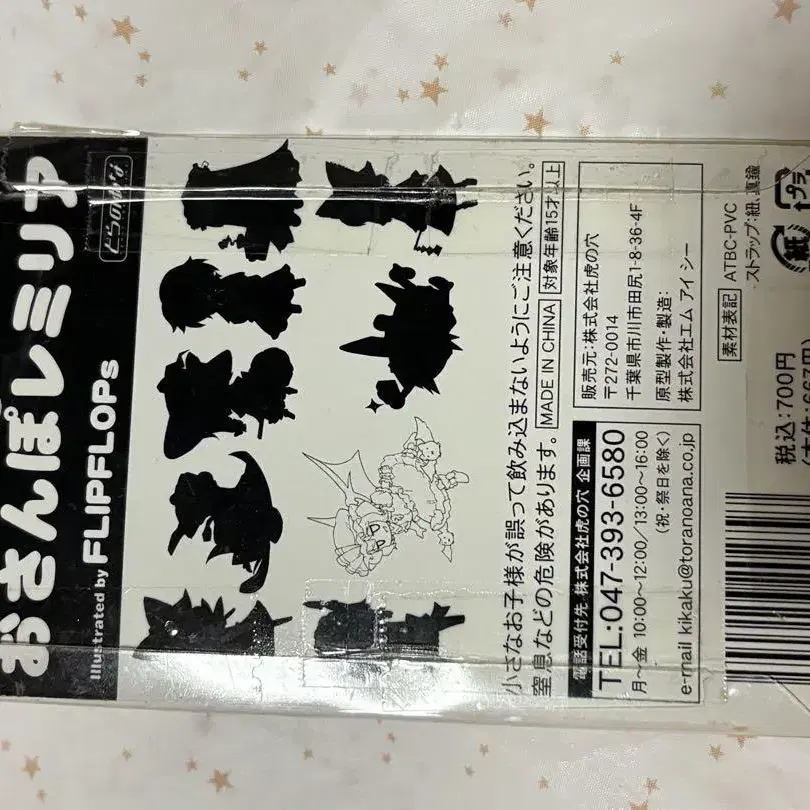 おさんぽレミリア
Illustrated by FLIPFLOPs
とらのあな
小さなお子様が誤って飲み込まないようにご注意ください。
窒息などの危険があります。 MADE IN CHINA 対象年齢15才以上
電話受付先 株式会社虎の穴 企画課
TEL:047-393-6580
月~金 10:00~12:00/13:00~16:00
(祝・祭日を除く)
e-mail kikaku@toranoana.co.jp
販売元:株式会社虎の穴
〒272-0014
千葉県市川市田尻1-8-36-4F
原型製作・製造:
株式会社エム アイ シー
素材表記 ATBC-PVC
ストラップ:紐、真鍮
税込:700円
紙
プラ